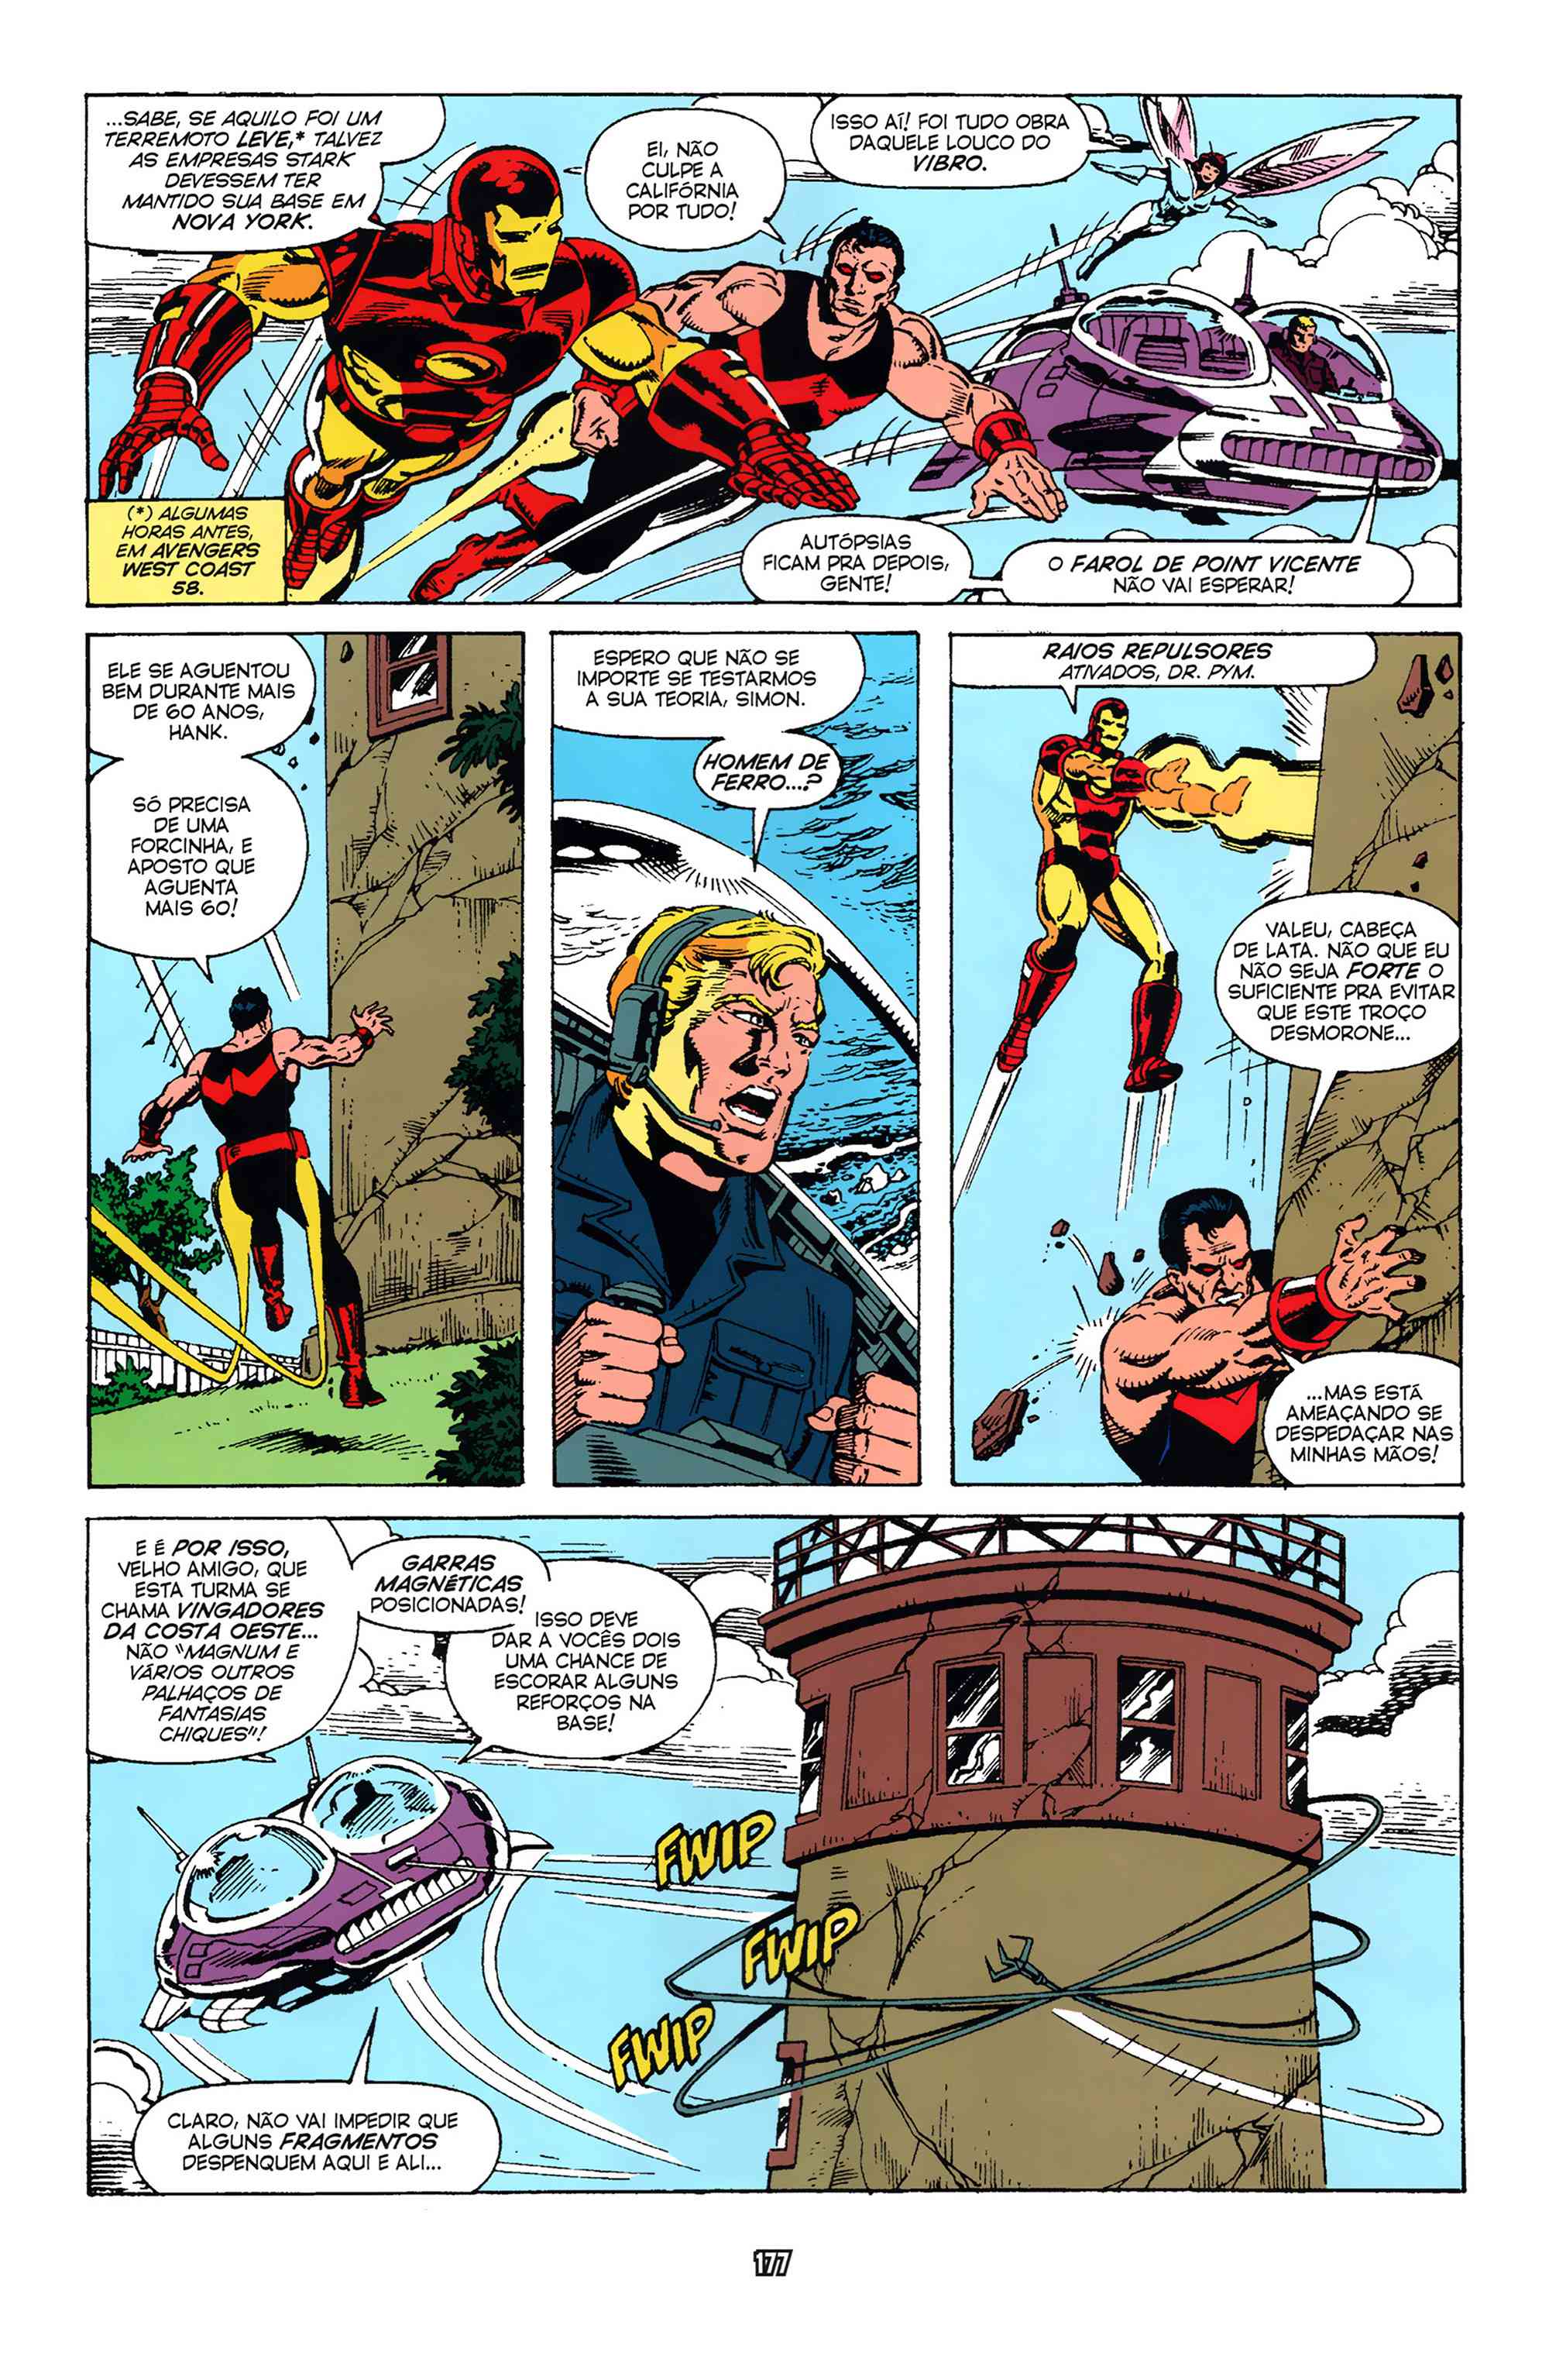 ...SABE, SE AQUILO FOI UM
TERREMOTO LEVE,* TALVEZ
AS EMPRESAS STARK
DEVESSEM TER
MANTIDO SUA BASE EM
NOVA YORK.
EI, NÃO
CULPE A
CALIFÓRNIA
POR TUDO!
ISSO AÍ! FOI TUDO OBRA
DAQUELE LOUCO DO
VIBRO.
(*) ALGUMAS
HORAS ANTES,
EM AVENGERS
WEST COAST
58.
AUTÓPSIAS
FICAM PRA DEPOIS,
GENTE!
O FAROL DE POINT VICENTE
NÃO VAI ESPERAR!
ELE SE AGUENTOU
BEM DURANTE MAIS
DE 60 ANOS,
HANK.
SÓ PRECISA
DE UMA
FORCINHA, E
APOSTO QUE
AGUENTA
MAIS 60!
ESPERO QUE NÃO SE
IMPORTE SE TESTARMOS
A SUA TEORIA, SIMON.
HOMEM DE
FERRO...?
RAIOS REPULSORES
ATIVADOS, DR. PYM.
VALEU, CABEÇA
DE LATA. NÃO QUE EU
NÃO SEJA FORTE O
SUFICIENTE PRA EVITAR
QUE ESTE TROÇO
DESMORONE...
...MAS ESTÁ
AMEAÇANDO SE
DESPEDAÇAR NAS
MINHAS MÃOS!
E É POR ISSO,
VELHO AMIGO, QUE
ESTA TURMA SE
CHAMA VINGADORES
DA COSTA OESTE...
NÃO "MAGNUM E
VÁRIOS OUTROS
PALHAÇOS DE
FANTASIAS
CHIQUES"!
GARRAS
MAGNÉTICAS
POSICIONADAS!
ISSO DEVE
DAR A VOCÊS DOIS
UMA CHANCE DE
ESCORAR ALGUNS
REFORÇOS NA
BASE!
FWIP
FWIP
FWIP
CLARO, NÃO VAI IMPEDIR QUE
ALGUNS FRAGMENTOS
DESPENQUEM AQUI E ALI...
177